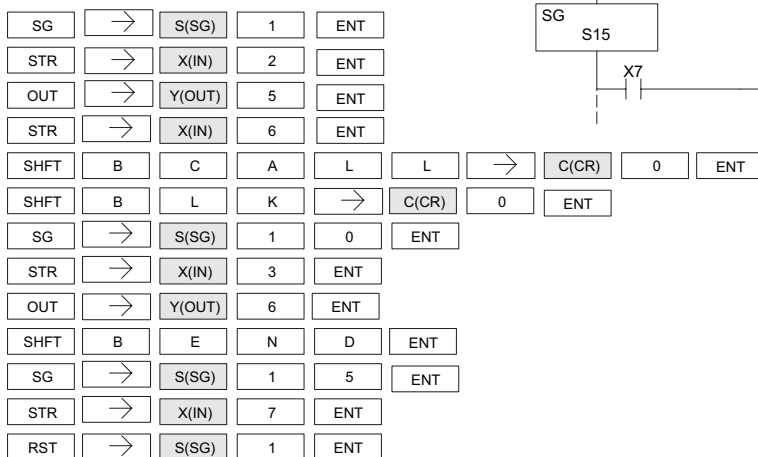 SG → S(SG) 1 ENT
STR → X(IN) 2 ENT
OUT → Y(OUT) 5 ENT
STR → X(IN) 6 ENT
SHFT B C A L L → C(CR) 0 ENT
SHFT B L K → C(CR) 0 ENT
SG → S(SG) 1 0 ENT
STR → X(IN) 3 ENT
OUT → Y(OUT) 6 ENT
SHFT B E N D ENT
SG → S(SG) 1 5 ENT
STR → X(IN) 7 ENT
RST → S(SG) 1 ENT
SG
S15
X7